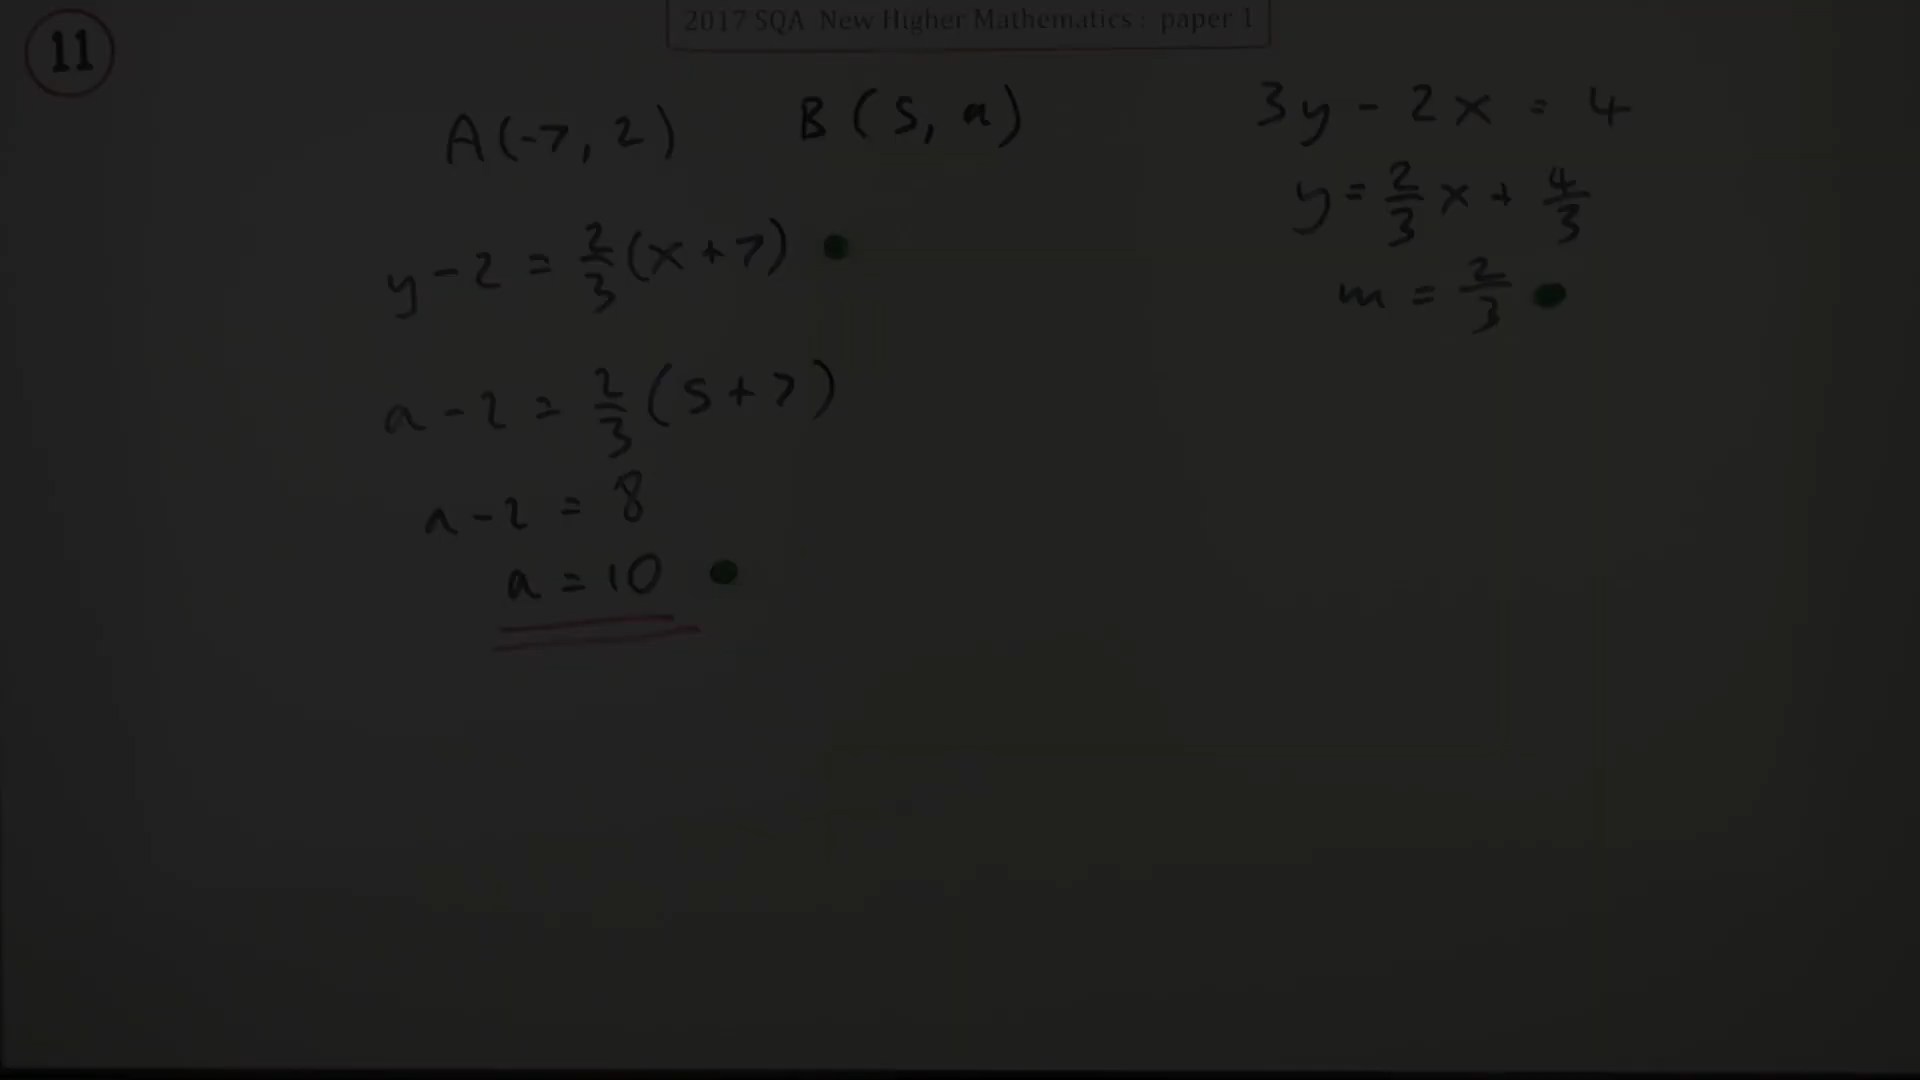 2017 SQA New Higher Mathematics : paper 1
11
A(-7, 2) B(5, a)
y - 2 = 2/3 (x + 7)
a - 2 = 2/3 (5 + 7)
a - 2 = 8
a = 10
3y - 2x = 4
y = 2/3 x + 4/3
m = 2/3